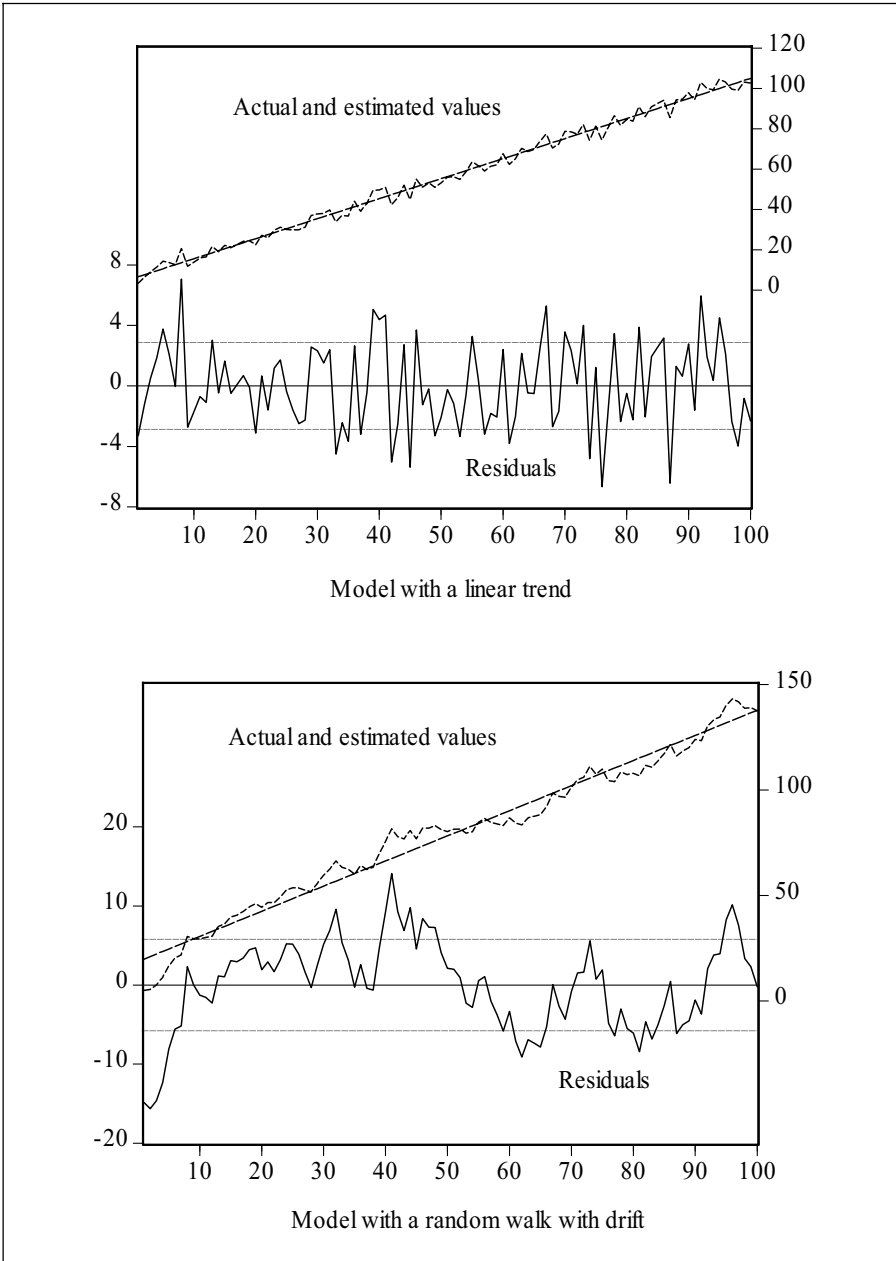 120
Actual and estimated values
100
80
60
40
20
0
8
4
0
-4
-8
Residuals
10 20 30 40 50 60 70 80 90 100
Model with a linear trend
150
Actual and estimated values
100
50
0
20
10
0
-10
-20
Residuals
10 20 30 40 50 60 70 80 90 100
Model with a random walk with drift